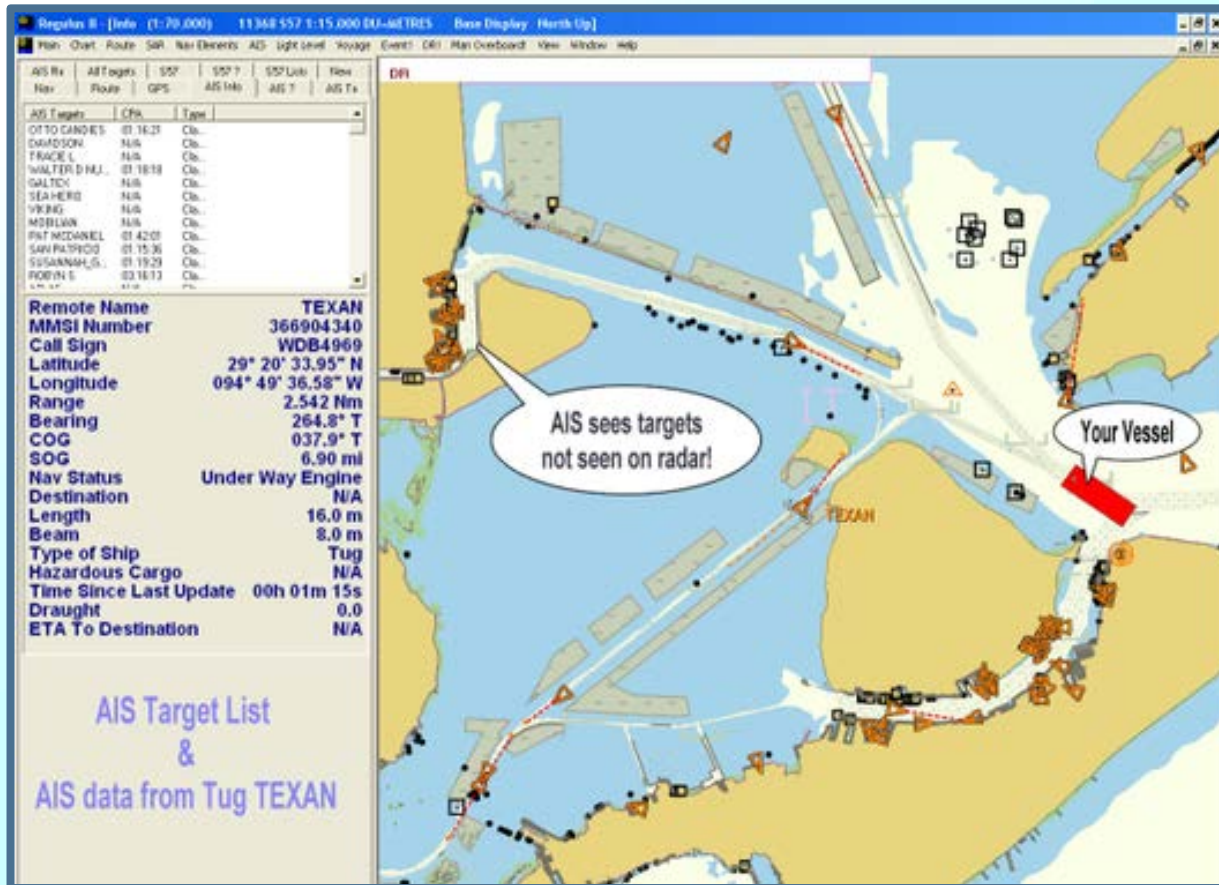 Regulus II - [Info (1:70,000) 11368 S57 1:15,000 DU=METRES Base Display North Up]
Main Chart Route SAR Nav Elements AIS Light Level Voyage Event! DR! Man Overboard! View Window Help
AIS Rx All Targets S57 S57 ? S57 Lists New
Nav Route GPS AIS Info AIS ? AIS Tx
AIS Targets CPA Type
OTTO CANDIES 01:16:21 Cla...
DAVIDSON N/A Cla...
TRACIE L N/A Cla...
WALTER D NU... 01:18:18 Cla...
GALTEX N/A Cla...
SEA HERO N/A Cla...
VIKING N/A Cla...
MOBILVAN N/A Cla...
PAT MCDANIEL 01:42:01 Cla...
SAN PATRICIO 01:15:36 Cla...
SUSANNAH_G... 01:19:29 Cla...
ROBYN S 03:16:13 Cla...
Remote Name TEXAN
MMSI Number 366904340
Call Sign WDB4969
Latitude 29° 20' 33.95" N
Longitude 094° 49' 36.58" W
Range 2.542 Nm
Bearing 264.8° T
COG 037.9° T
SOG 6.90 mi
Nav Status Under Way Engine
Destination N/A
Length 16.0 m
Beam 8.0 m
Type of Ship Tug
Hazardous Cargo N/A
Time Since Last Update 00h 01m 15s
Draught 0.0
ETA To Destination N/A
AIS Target List
&
AIS data from Tug TEXAN
DR
AIS sees targets
not seen on radar!
Your Vessel
TEXAN